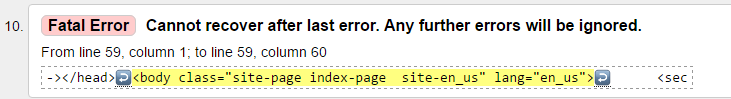 10. Fatal Error Cannot recover after last error. Any further errors will be ignored.
From line 59, column 1; to line 59, column 60
-></head>↩<body class="site-page index-page  site-en_us" lang="en_us">↩      <sec